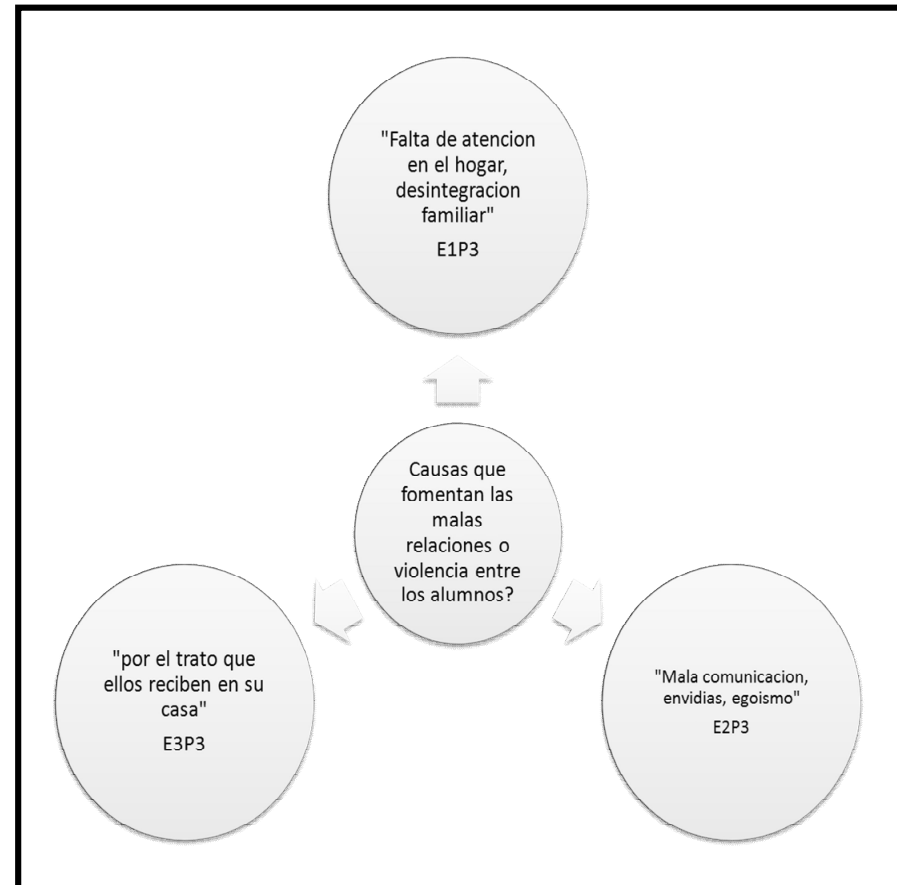 "Falta de atencion
en el hogar,
desintegracion
familiar"
E1P3
Causas que
fomentan las
malas
relaciones o
violencia entre
los alumnos?
"por el trato que
ellos reciben en su
casa"
E3P3
"Mala comunicacion,
envidias, egoismo"
E2P3